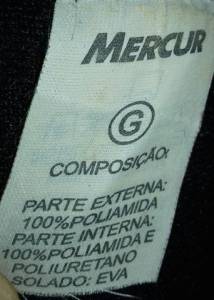 MERCUR
G
COMPOSIÇÃO:
PARTE EXTERNA:
100%POLIAMIDA
PARTE INTERNA:
100%POLIAMIDA E
POLIURETANO
SOLADO: EVA